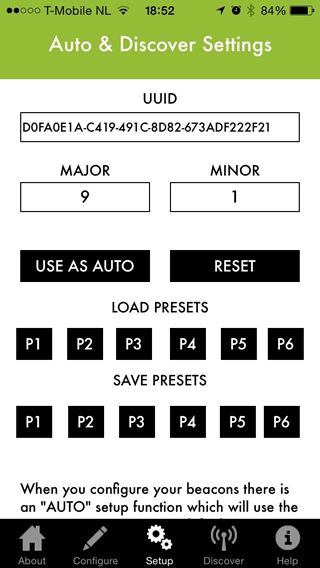 T-Mobile NL 18:52 84%
Auto & Discover Settings
UUID
D0FA0E1A-C419-491C-8D82-673ADF222F21
MAJOR MINOR
9 1
USE AS AUTO RESET
LOAD PRESETS
P1 P2 P3 P4 P5 P6
SAVE PRESETS
P1 P2 P3 P4 P5 P6
When you configure your beacons there is
an "AUTO" setup function which will use the
About Configure Setup Discover Help